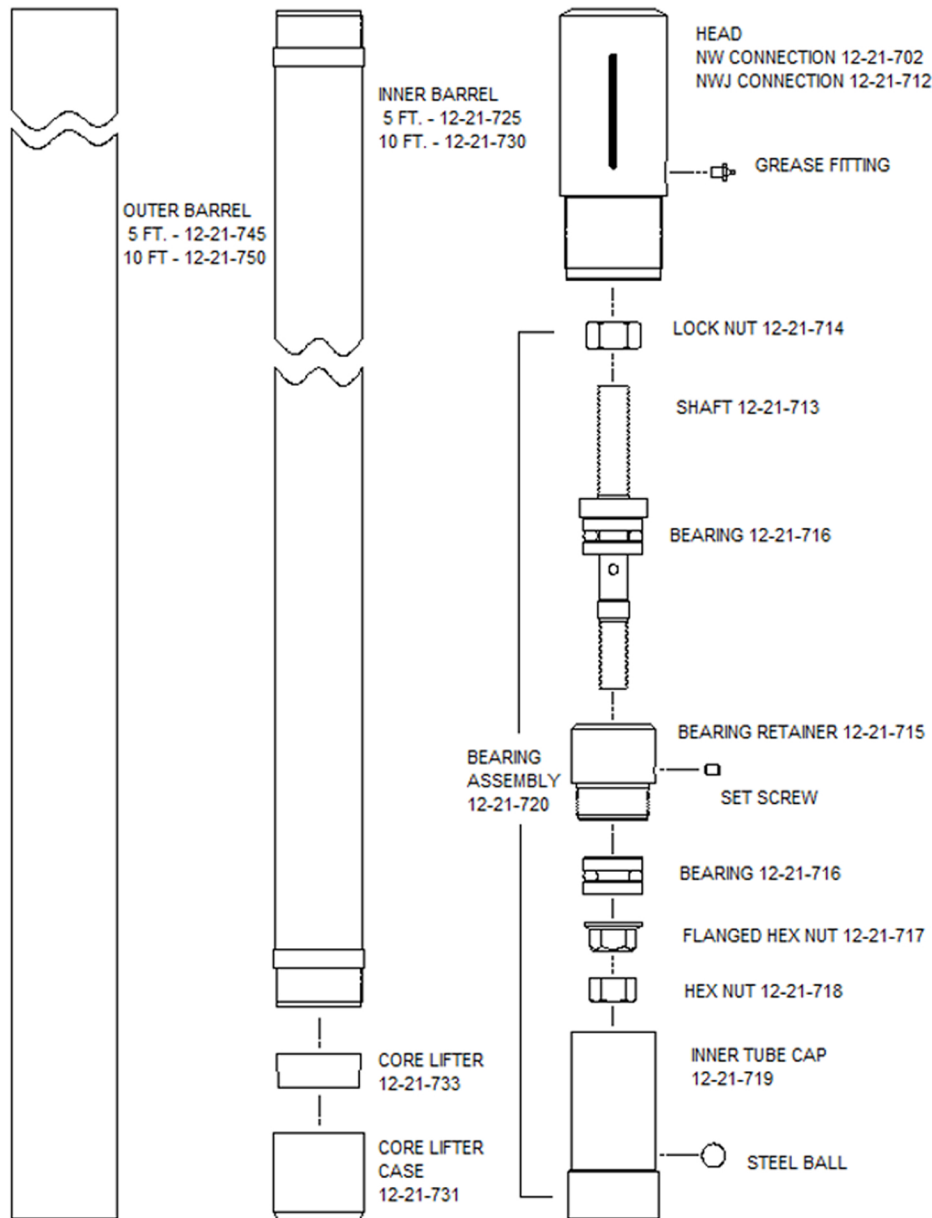 OUTER BARREL
5 FT. - 12-21-745
10 FT - 12-21-750
INNER BARREL
5 FT. - 12-21-725
10 FT. - 12-21-730
CORE LIFTER
12-21-733
CORE LIFTER
CASE
12-21-731
HEAD
NW CONNECTION 12-21-702
NWJ CONNECTION 12-21-712
GREASE FITTING
LOCK NUT 12-21-714
SHAFT 12-21-713
BEARING 12-21-716
BEARING RETAINER 12-21-715
SET SCREW
BEARING
ASSEMBLY
12-21-720
BEARING 12-21-716
FLANGED HEX NUT 12-21-717
HEX NUT 12-21-718
INNER TUBE CAP
12-21-719
STEEL BALL